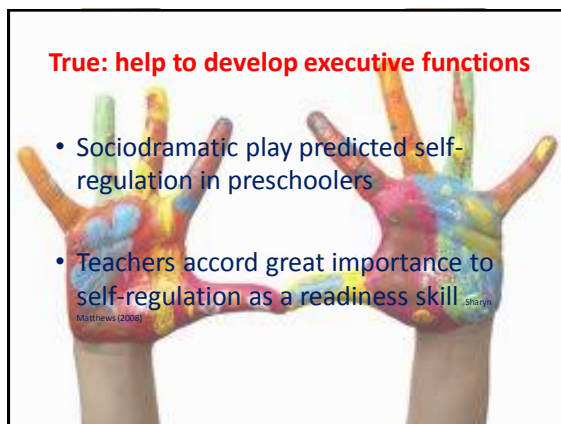 True: help to develop executive functions
• Sociodramatic play predicted self-
regulation in preschoolers
• Teachers accord great importance to
self-regulation as a readiness skill .Sharyn
Matthews (2008)